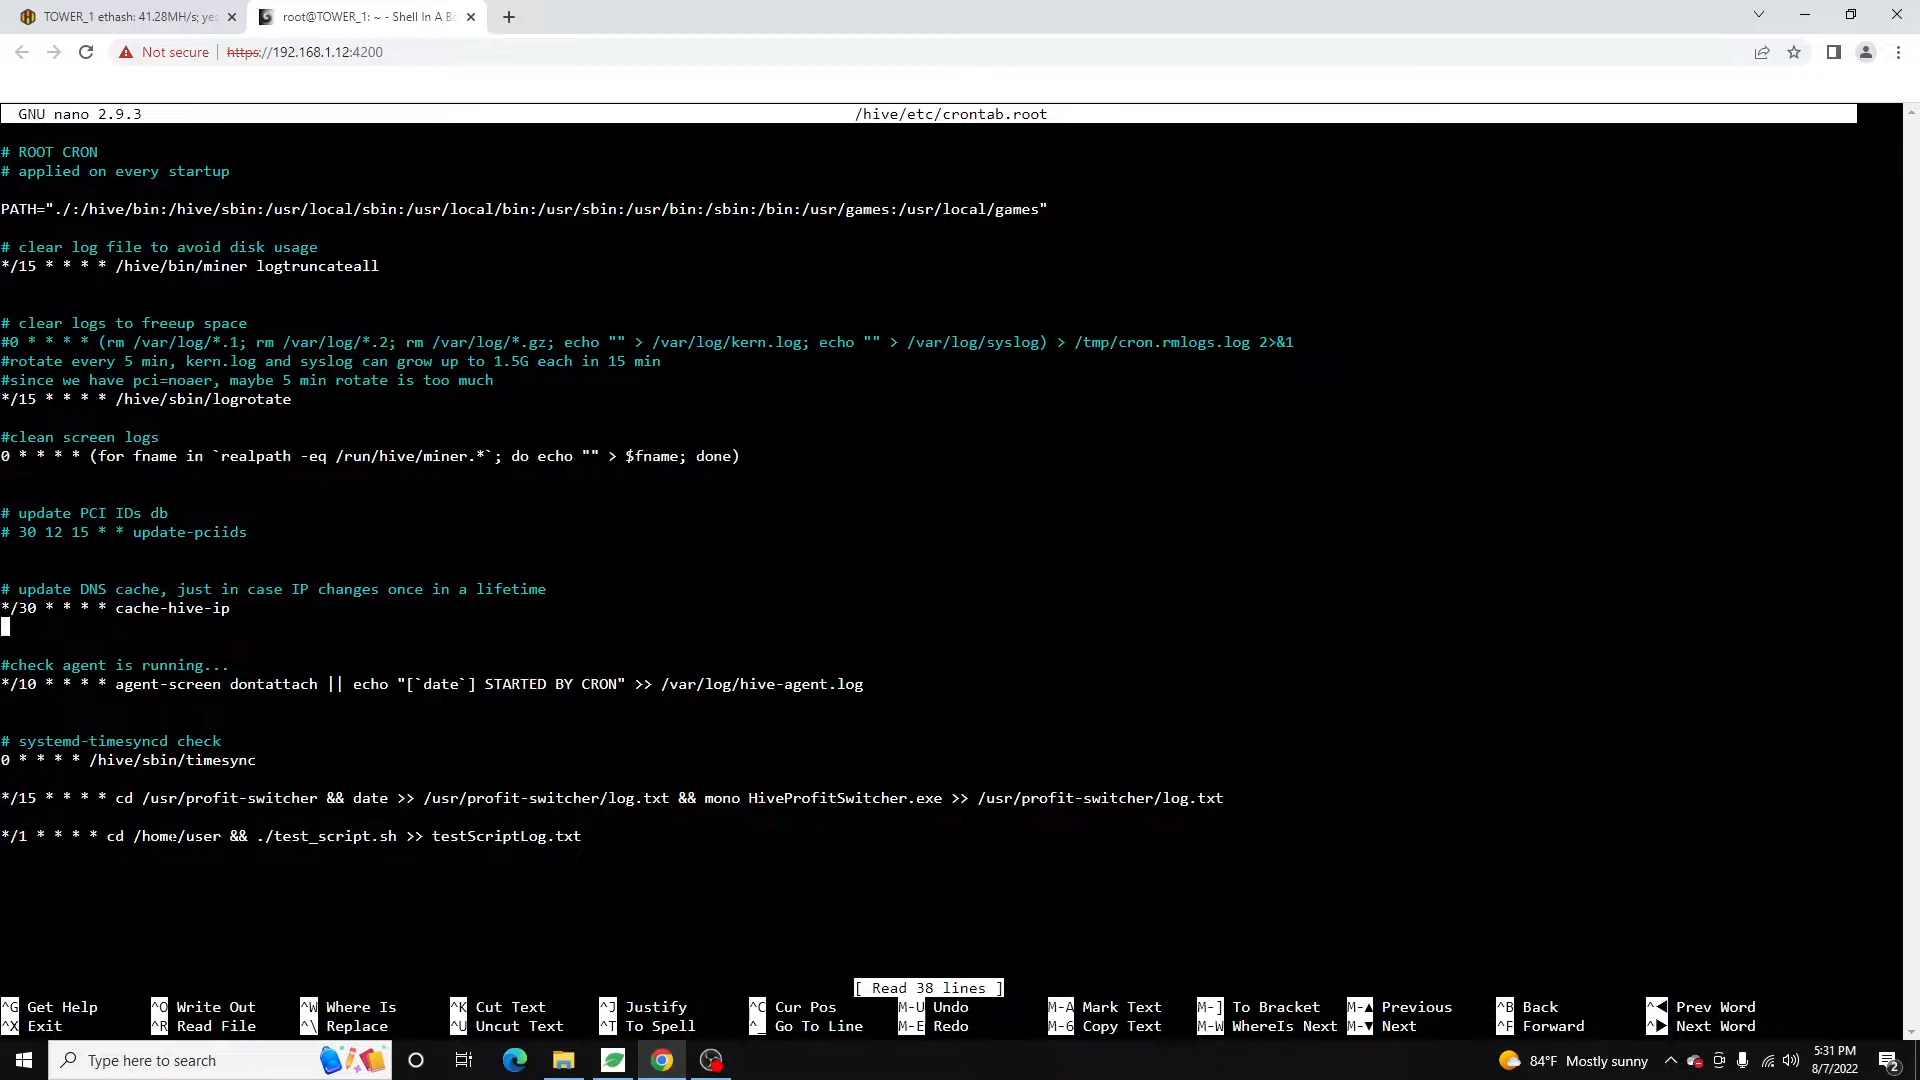 TOWER_1 ethash: 41.28MH/s; yes
root@TOWER_1: ~ - Shell In A Bo
Not secure https://192.168.1.12:4200
GNU nano 2.9.3 /hive/etc/crontab.root
# ROOT CRON
# applied on every startup
PATH="./:/hive/bin:/hive/sbin:/usr/local/sbin:/usr/local/bin:/usr/sbin:/usr/bin:/sbin:/bin:/usr/games:/usr/local/games"
# clear log file to avoid disk usage
*/15 * * * * /hive/bin/miner logtruncateall
# clear logs to freeup space
#0 * * * * (rm /var/log/*.1; rm /var/log/*.2; rm /var/log/*.gz; echo "" > /var/log/kern.log; echo "" > /var/log/syslog) > /tmp/cron.rmlogs.log 2>&1
#rotate every 5 min, kern.log and syslog can grow up to 1.5G each in 15 min
#since we have pci=noaer, maybe 5 min rotate is too much
*/15 * * * * /hive/sbin/logrotate
#clean screen logs
0 * * * * (for fname in `realpath -eq /run/hive/miner.*`; do echo "" > $fname; done)
# update PCI IDs db
# 30 12 15 * * update-pciids
# update DNS cache, just in case IP changes once in a lifetime
*/30 * * * * cache-hive-ip
#check agent is running...
*/10 * * * * agent-screen dontattach || echo "[`date`] STARTED BY CRON" >> /var/log/hive-agent.log
# systemd-timesyncd check
0 * * * * /hive/sbin/timesync
*/15 * * * * cd /usr/profit-switcher && date >> /usr/profit-switcher/log.txt && mono HiveProfitSwitcher.exe >> /usr/profit-switcher/log.txt
*/1 * * * * cd /home/user && ./test_script.sh >> testScriptLog.txt
[ Read 38 lines ]
^G Get Help ^O Write Out ^W Where Is ^K Cut Text ^J Justify ^C Cur Pos M-U Undo M-A Mark Text M-] To Bracket M-▲ Previous ^B Back ^◀ Prev Word
^X Exit ^R Read File ^\ Replace ^U Uncut Text ^T To Spell ^_ Go To Line M-E Redo M-6 Copy Text M-W WhereIs Next M-▼ Next ^F Forward ^▶ Next Word
Type here to search
84°F Mostly sunny
5:31 PM
8/7/2022
2